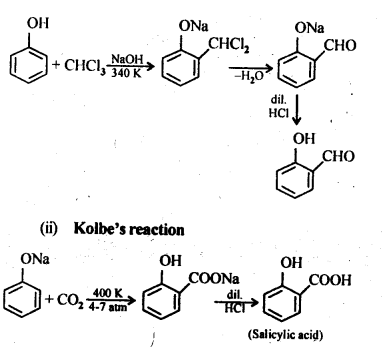 OH
+ CHCl₃ NaOH 340 K
ONa
CHCl₂
–H₂O
ONa
CHO
dil.
HCl
OH
CHO
(ii) Kolbe's reaction
ONa
+ CO₂ 400 K 4-7 atm
OH
COONa
dil.
HCl
OH
COOH
(Salicylic acid)